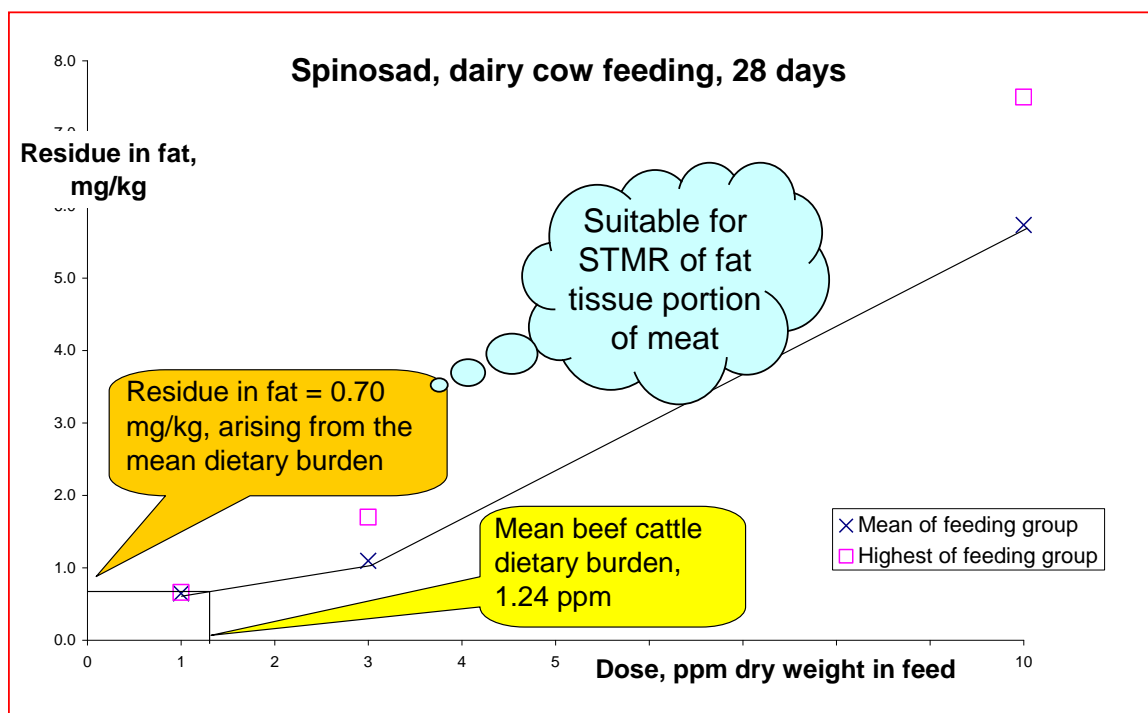 Spinosad, dairy cow feeding, 28 days
8.0
Residue in fat,
mg/kg
5.0
4.0
3.0
2.0
1.0
0.0
Suitable for
STMR of fat
tissue portion
of meat
Residue in fat = 0.70
mg/kg, arising from the
mean dietary burden
Mean beef cattle
dietary burden,
1.24 ppm
Mean of feeding group
Highest of feeding group
0 1 2 3 4 5 10
Dose, ppm dry weight in feed